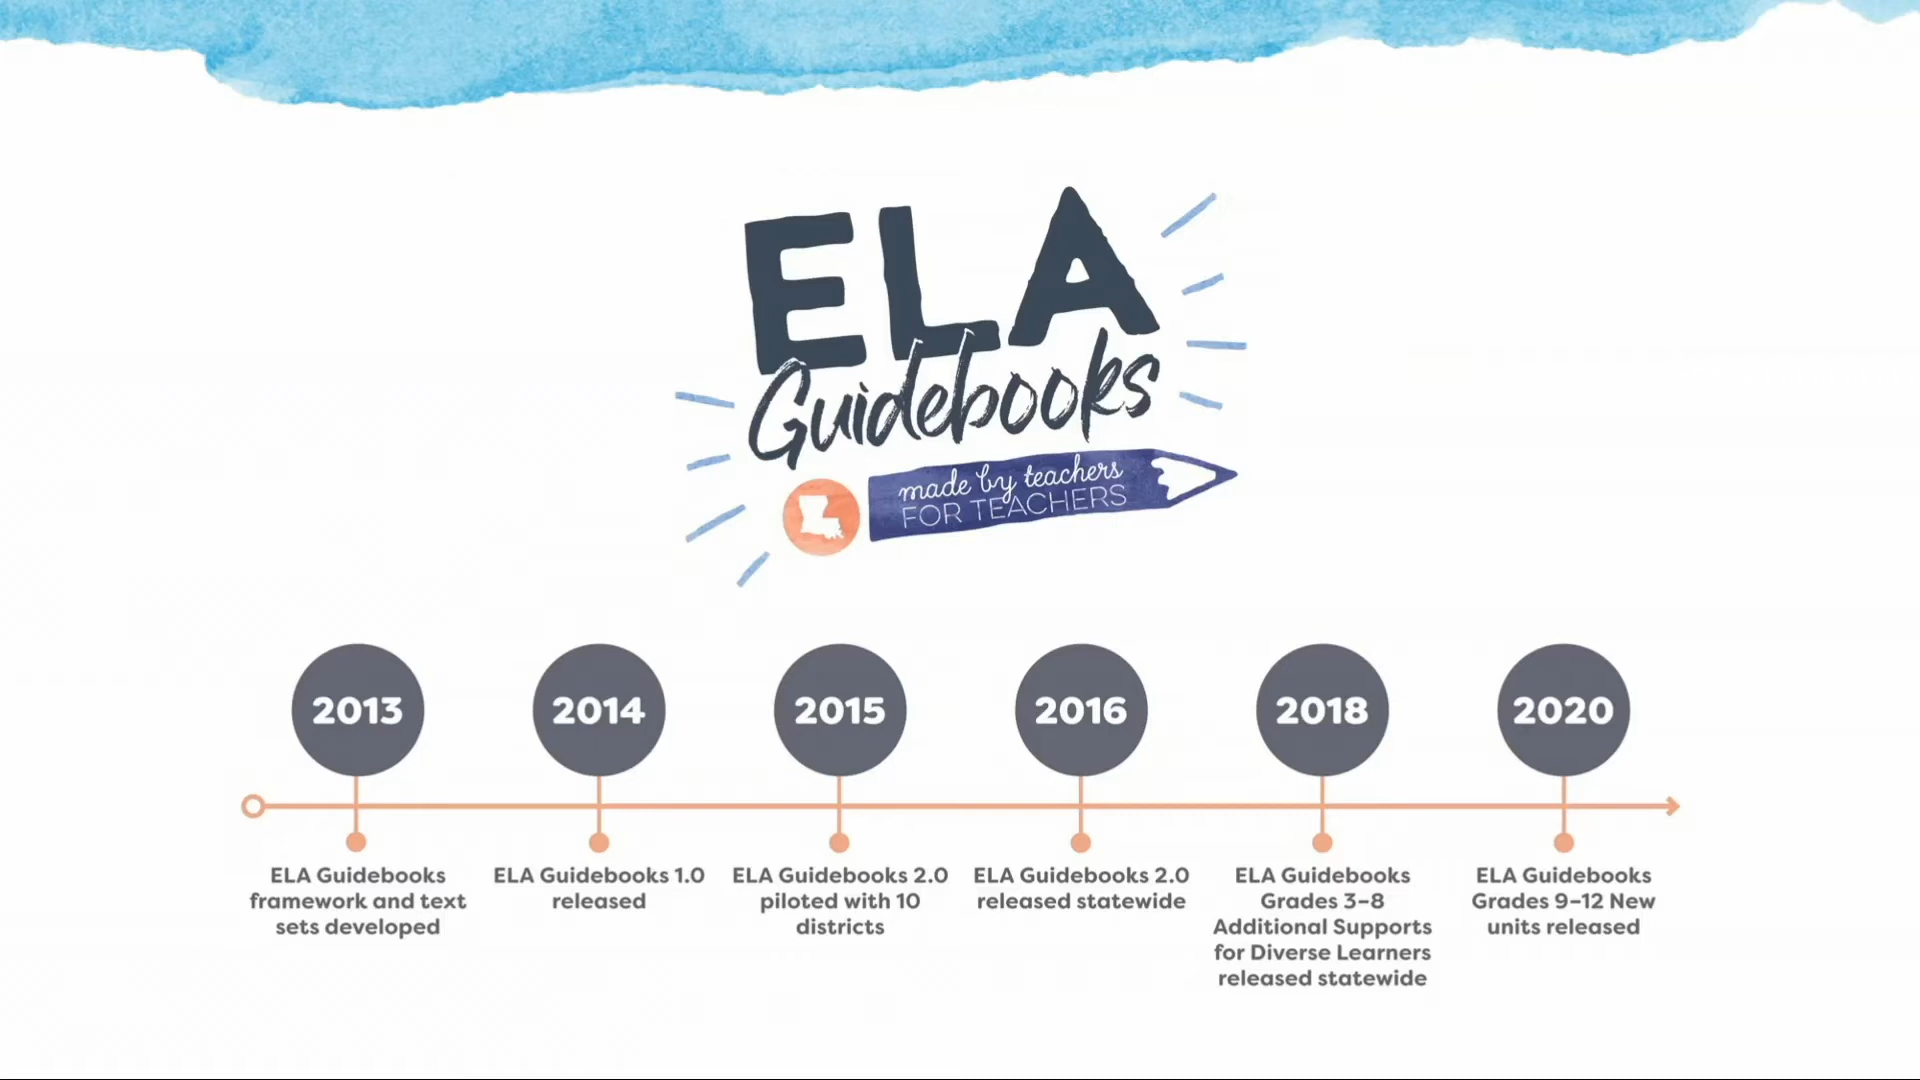 ELA
Guidebooks
made by teachers
FOR TEACHERS
2013
2014
2015
2016
2018
2020
ELA Guidebooks
framework and text
sets developed
ELA Guidebooks 1.0
released
ELA Guidebooks 2.0
piloted with 10
districts
ELA Guidebooks 2.0
released statewide
ELA Guidebooks
Grades 3–8
Additional Supports
for Diverse Learners
released statewide
ELA Guidebooks
Grades 9–12 New
units released